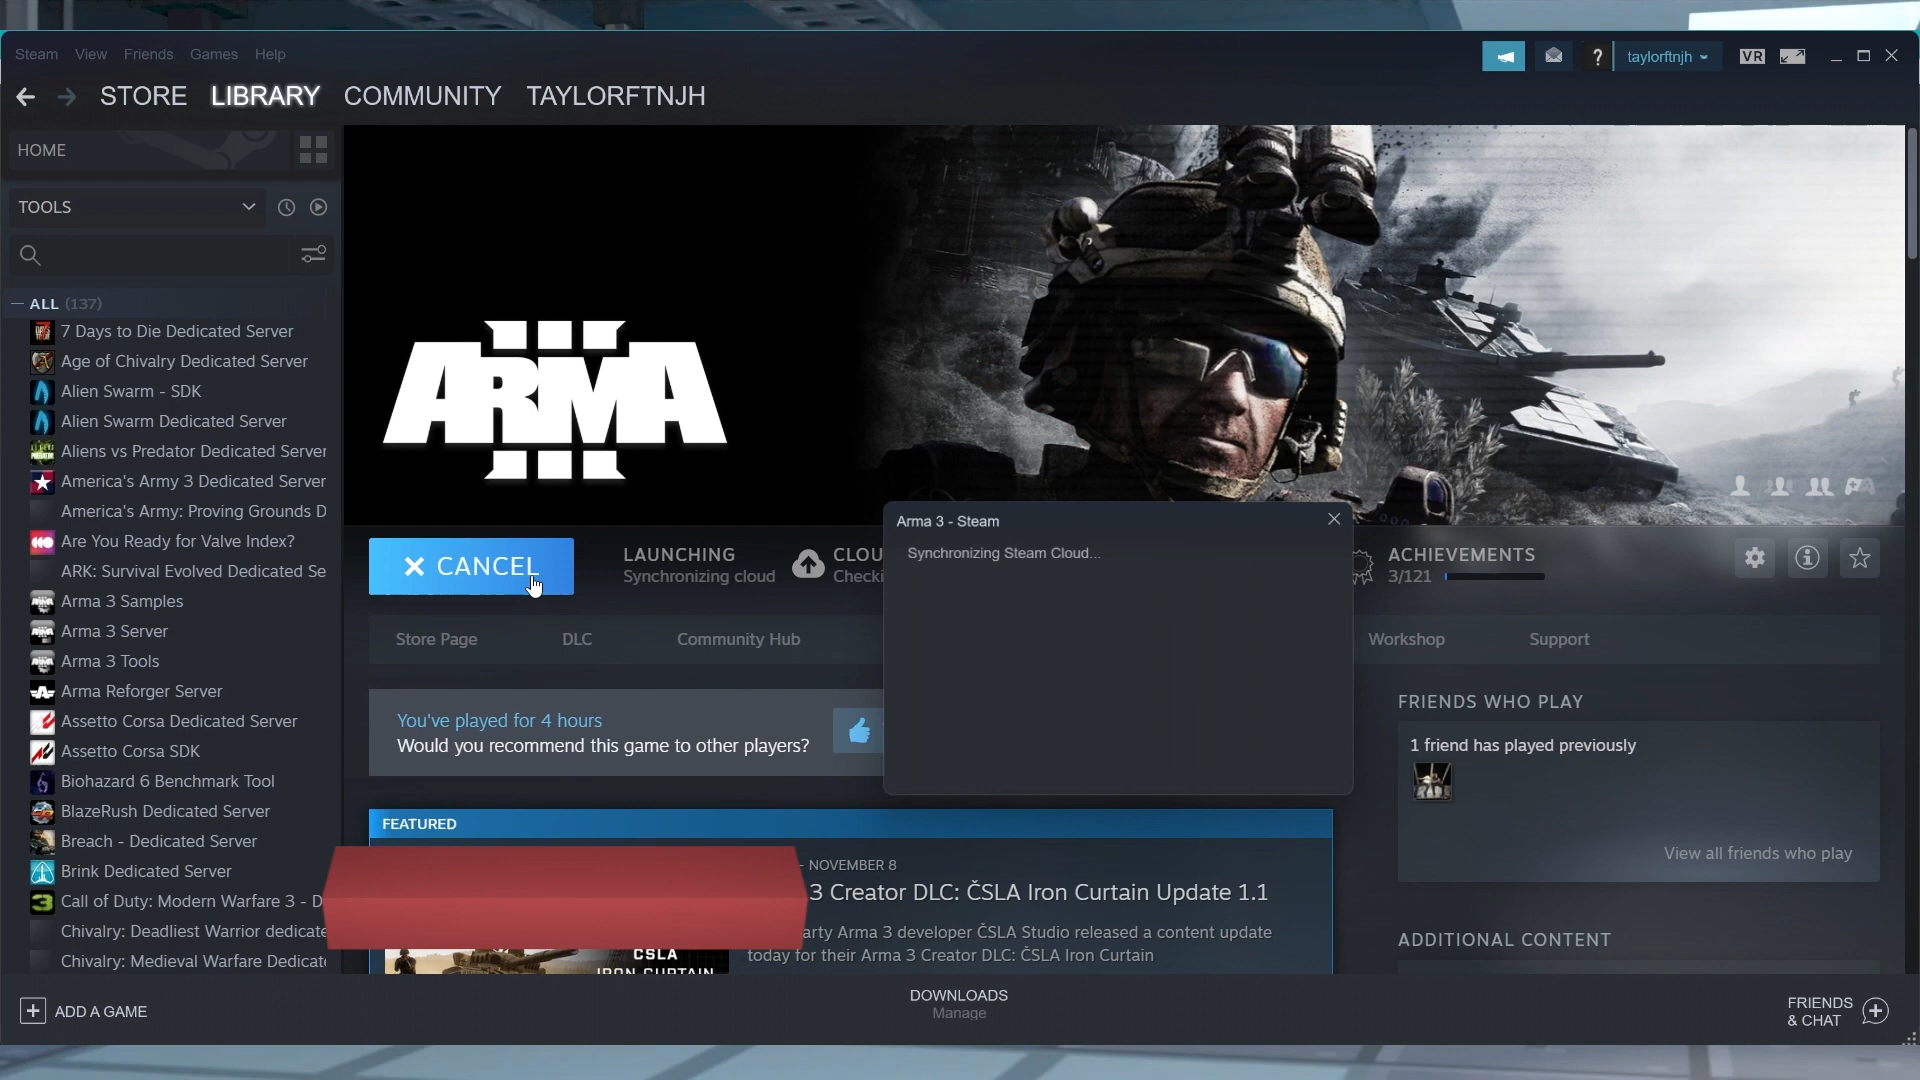 Steam View Friends Games Help
? taylorftnjh VR
STORE LIBRARY COMMUNITY TAYLORFTNJH
HOME
TOOLS
ALL (137)
7 Days to Die Dedicated Server
Age of Chivalry Dedicated Server
Alien Swarm - SDK
Alien Swarm Dedicated Server
Aliens vs Predator Dedicated Server
America's Army 3 Dedicated Server
America's Army: Proving Grounds D
Are You Ready for Valve Index?
ARK: Survival Evolved Dedicated Se
Arma 3 Samples
Arma 3 Server
Arma 3 Tools
Arma Reforger Server
Assetto Corsa Dedicated Server
Assetto Corsa SDK
Biohazard 6 Benchmark Tool
BlazeRush Dedicated Server
Breach - Dedicated Server
Brink Dedicated Server
Call of Duty: Modern Warfare 3 - D
Chivalry: Deadliest Warrior dedicate
Chivalry: Medieval Warfare Dedicat
ARMA III
CANCEL
LAUNCHING
Synchronizing cloud
CLOU
Checki
Arma 3 - Steam
Synchronizing Steam Cloud...
ACHIEVEMENTS
3/121
Store Page DLC Community Hub Workshop Support
You've played for 4 hours
Would you recommend this game to other players?
FRIENDS WHO PLAY
1 friend has played previously
View all friends who play
ADDITIONAL CONTENT
FEATURED
- NOVEMBER 8
3 Creator DLC: ČSLA Iron Curtain Update 1.1
arty Arma 3 developer ČSLA Studio released a content update
today for their Arma 3 Creator DLC: ČSLA Iron Curtain
CSLA
IRON CURTAIN
ADD A GAME
DOWNLOADS
Manage
FRIENDS
& CHAT